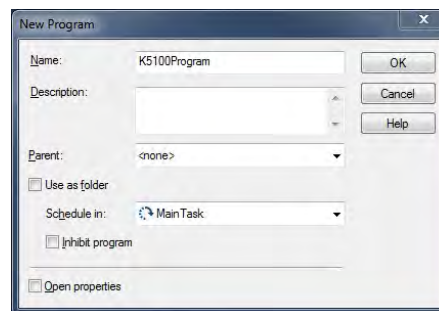 New Program
x
Name: K5100Program OK
Description: Cancel
Help
Parent: <none>
Use as folder
Schedule in: MainTask
Inhibit program
Open properties